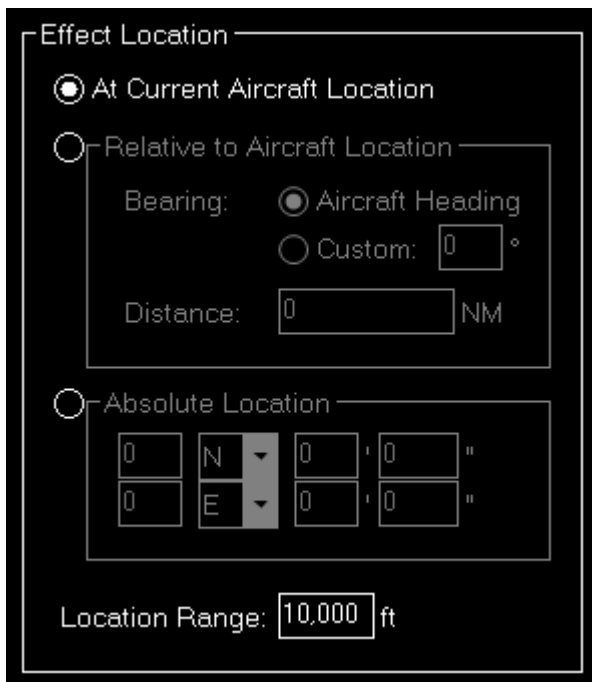 Effect Location
At Current Aircraft Location
Relative to Aircraft Location
Bearing: Aircraft Heading
Custom: 0 °
Distance: 0 NM
Absolute Location
0 N 0 ' 0 "
0 E 0 ' 0 "
Location Range: 10,000 ft